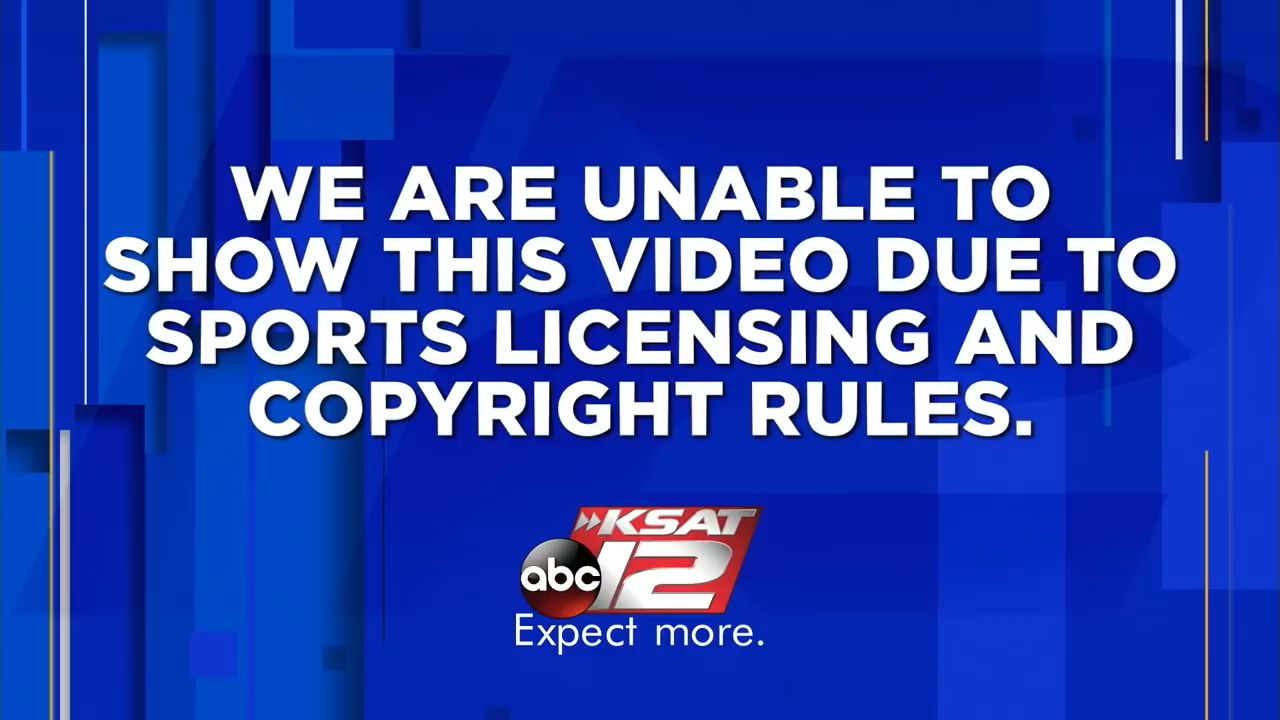 WE ARE UNABLE TO
SHOW THIS VIDEO DUE TO
SPORTS LICENSING AND
COPYRIGHT RULES.
KSAT
abc 12
Expect more.